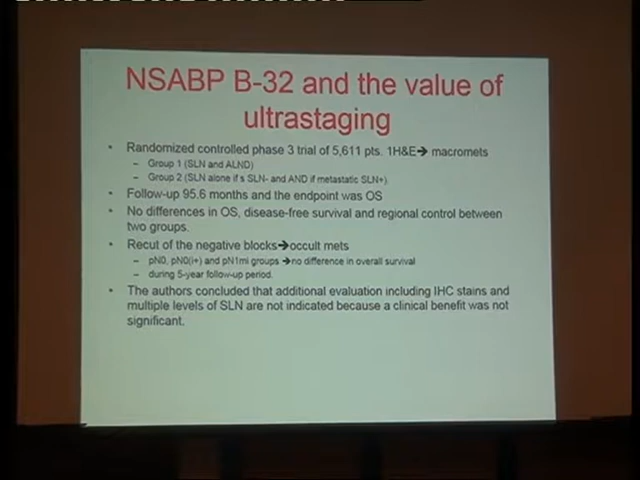 NSABP B-32 and the value of
ultrastaging
• Randomized controlled phase 3 trial of 5,611 pts. 1H&E➔ macromets
– Group 1 (SLN and ALND)
– Group 2 (SLN alone if s SLN- and AND if metastatic SLN+)
• Follow-up 95.6 months and the endpoint was OS
• No differences in OS, disease-free survival and regional control between
two groups.
• Recut of the negative blocks➔occult mets
– pN0, pN0(i+) and pN1mi groups ➔no difference in overall survival
– during 5-year follow-up period.
• The authors concluded that additional evaluation including IHC stains and
multiple levels of SLN are not indicated because a clinical benefit was not
significant.